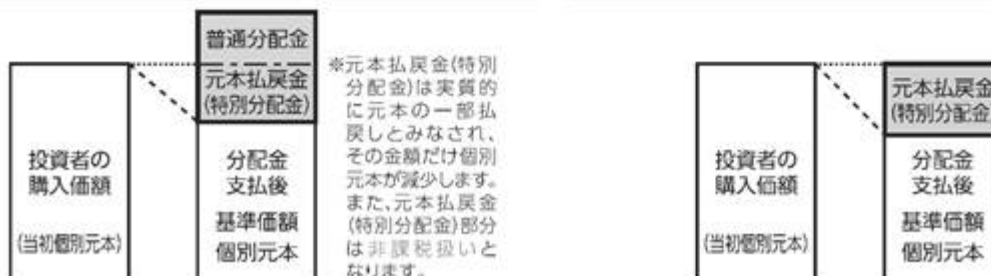 普通分配金
元本払戻金
(特別分配金)
投資者の
購入価額
(当初個別元本)
分配金
支払後
基準価額
個別元本
※元本払戻金(特別
分配金)は実質的
に元本の一部払
戻しとみなされ、
その金額だけ個別
元本が減少します。
また、元本払戻金
(特別分配金)部分
は非課税扱いと
なります。
投資者の
購入価額
(当初個別元本)
元本払戻金
(特別分配金
分配金
支払後
基準価額
個別元本